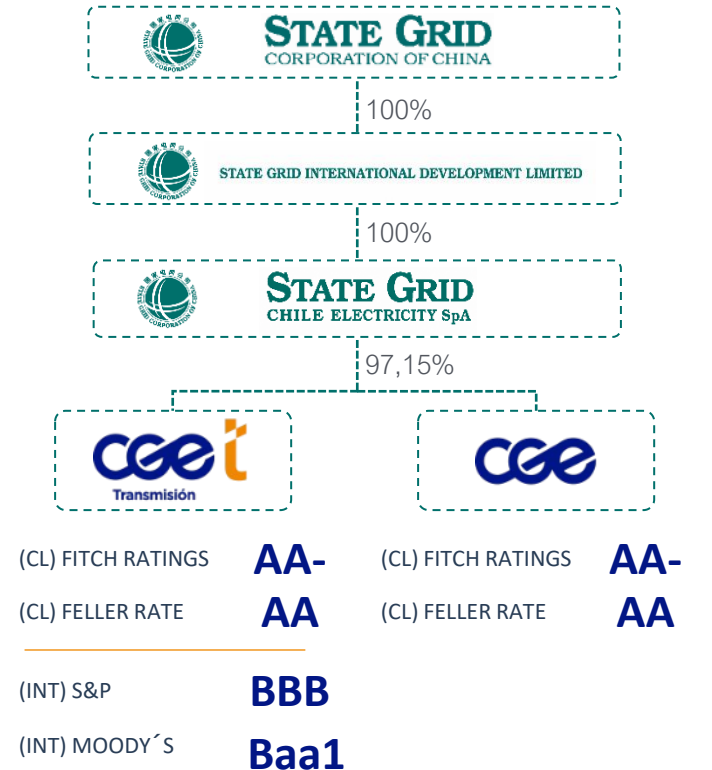 STATE GRID
CORPORATION OF CHINA
100%
STATE GRID INTERNATIONAL DEVELOPMENT LIMITED
100%
STATE GRID
CHILE ELECTRICITY SpA
97,15%
CGE t
Transmisión
CGE
(CL) FITCH RATINGS AA- (CL) FITCH RATINGS AA-
(CL) FELLER RATE AA (CL) FELLER RATE AA
(INT) S&P BBB
(INT) MOODY´S Baa1